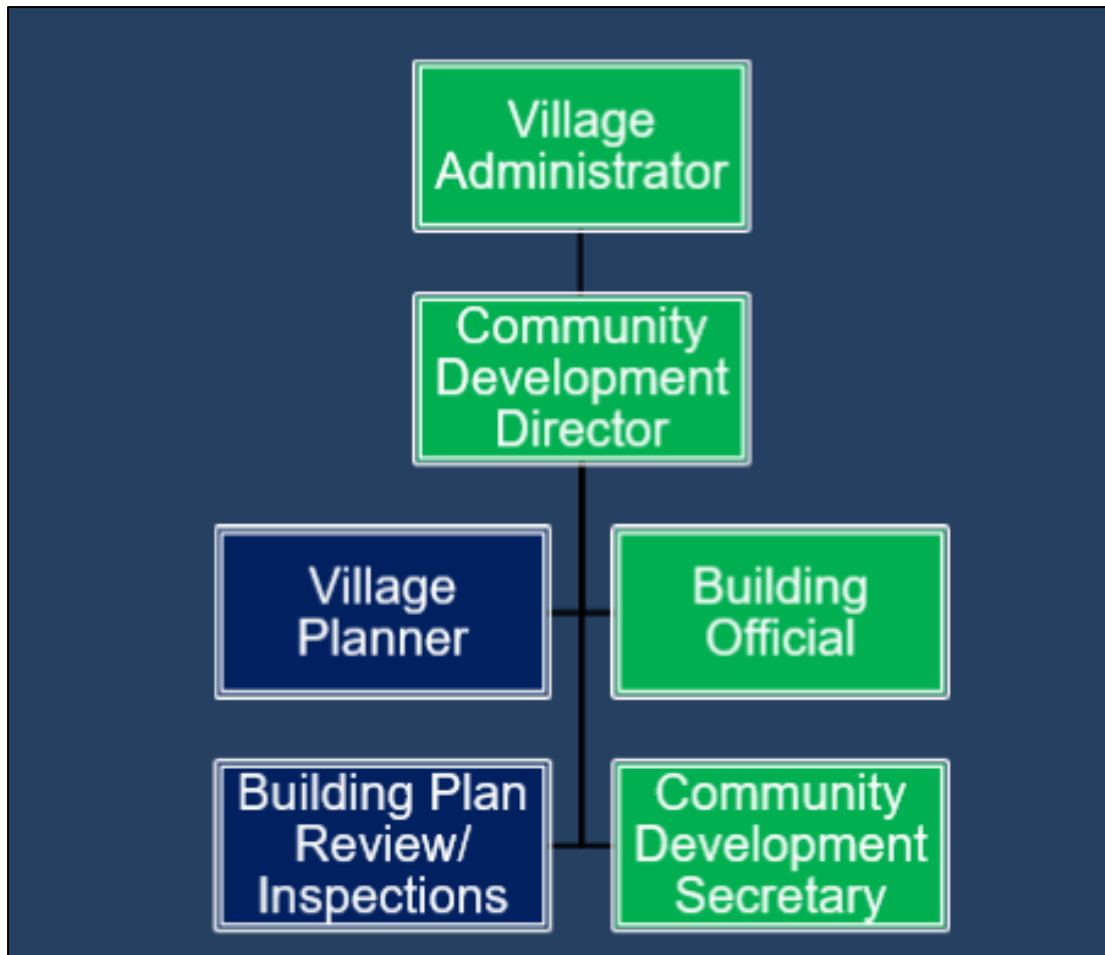 Village
Administrator
Community
Development
Director
Village
Planner
Building
Official
Building Plan
Review/
Inspections
Community
Development
Secretary